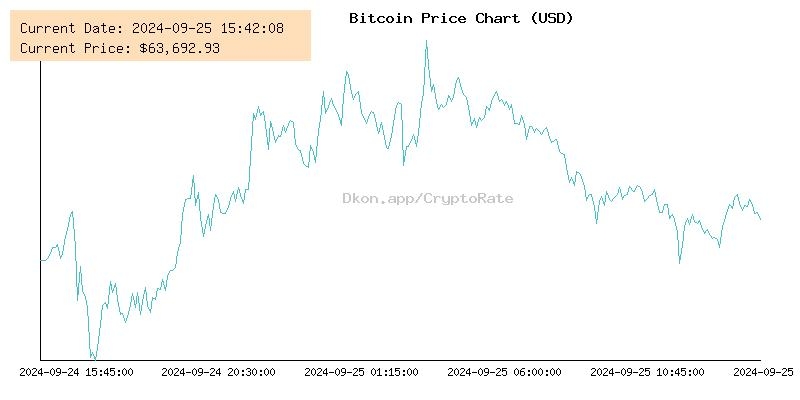 Bitcoin Price Chart (USD)
Current Date: 2024-09-25 15:42:08
Current Price: $63,692.93
Dkon.app/CryptoRate
2024-09-24 15:45:00 2024-09-24 20:30:00 2024-09-25 01:15:00 2024-09-25 06:00:00 2024-09-25 10:45:00 2024-09-25